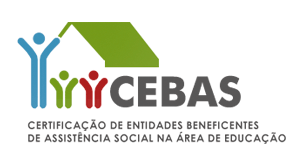 CEBAS
CERTIFICAÇÃO DE ENTIDADES BENEFICENTES
DE ASSISTÊNCIA SOCIAL NA ÁREA DE EDUCAÇÃO